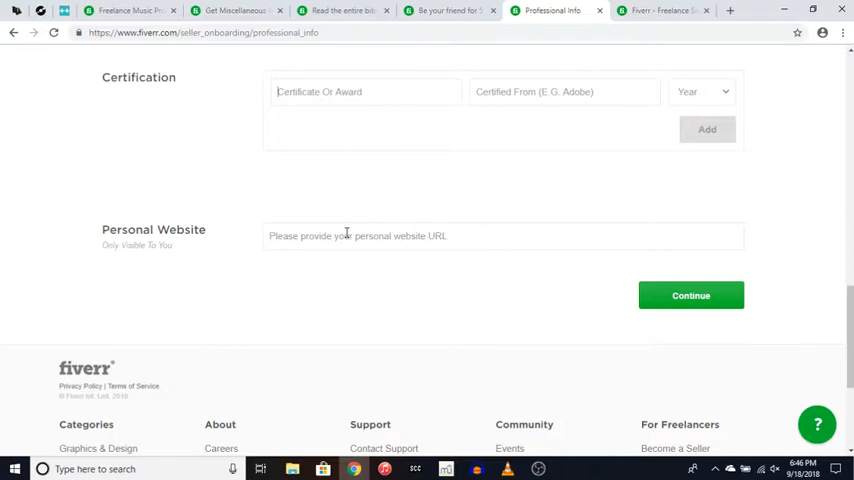 Freelance Music Pro
Get Miscellaneous
Read the entire bib
Be your friend for 5
Professional Info
Fiverr - Freelance S
https://www.fiverr.com/seller_onboarding/professional_info
Certification
Certificate Or Award
Certified From (E.G. Adobe)
Year
Add
Personal Website
Only Visible To You
Please provide your personal website URL
Continue
fiverr®
Privacy Policy | Terms of Service
© Fiverr Int. Ltd. 2018
Categories
About
Support
Community
For Freelancers
Graphics & Design
Careers
Contact Support
Events
Become a Seller
?
Type here to search
SCC
mü
6:46 PM
9/18/2018